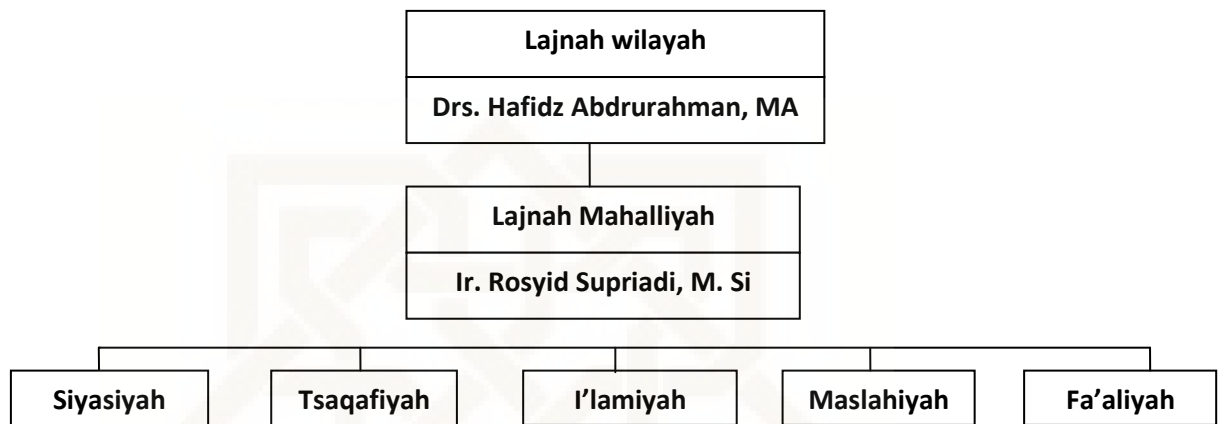 Lajnah wilayah
Drs. Hafidz Abdrurahman, MA
Lajnah Mahalliyah
Ir. Rosyid Supriadi, M. Si
Siyasiyah
Tsaqafiyah
I’lamiyah
Maslahiyah
Fa’aliyah